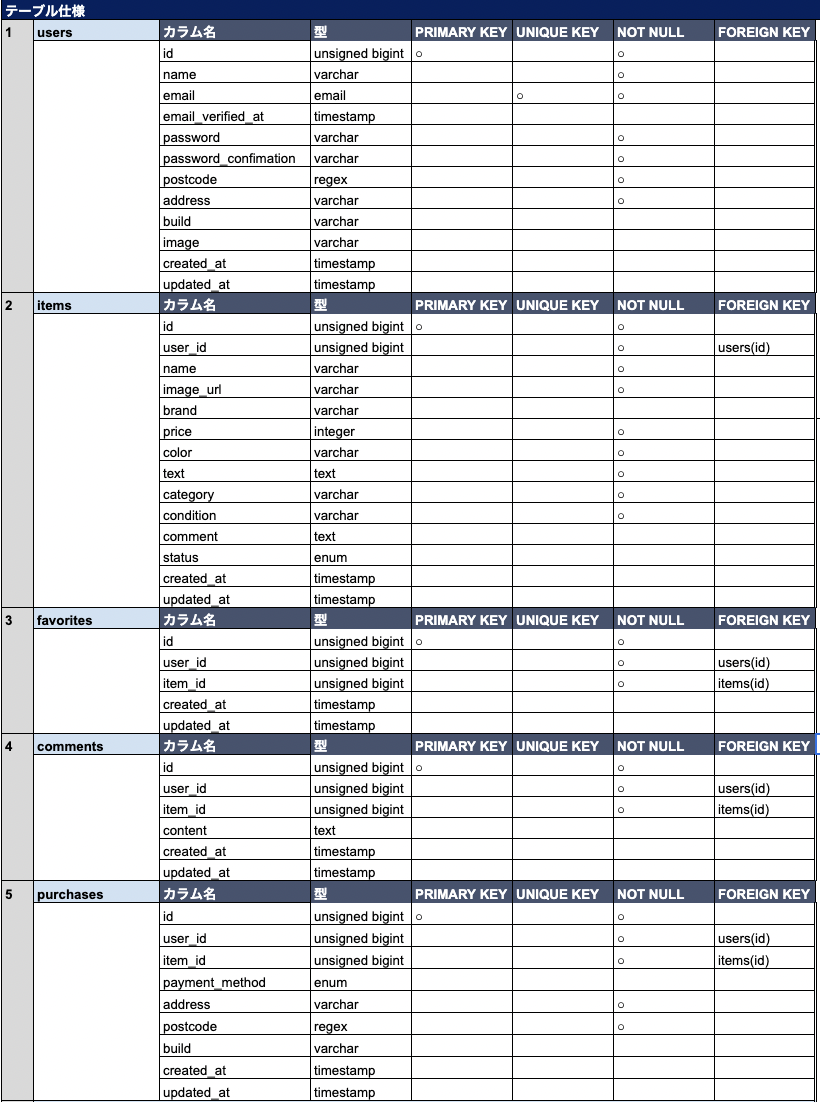 テーブル仕様
1 users カラム名 型 PRIMARY KEY UNIQUE KEY NOT NULL FOREIGN KEY
id unsigned bigint ○ ○
name varchar ○
email email ○ ○
email_verified_at timestamp
password varchar ○
password_confimation varchar ○
postcode regex ○
address varchar ○
build varchar
image varchar
created_at timestamp
updated_at timestamp
2 items カラム名 型 PRIMARY KEY UNIQUE KEY NOT NULL FOREIGN KEY
id unsigned bigint ○ ○
user_id unsigned bigint ○ users(id)
name varchar ○
image_url varchar ○
brand varchar
price integer ○
color varchar ○
text text ○
category varchar ○
condition varchar ○
comment text
status enum
created_at timestamp
updated_at timestamp
3 favorites カラム名 型 PRIMARY KEY UNIQUE KEY NOT NULL FOREIGN KEY
id unsigned bigint ○ ○
user_id unsigned bigint ○ users(id)
item_id unsigned bigint ○ items(id)
created_at timestamp
updated_at timestamp
4 comments カラム名 型 PRIMARY KEY UNIQUE KEY NOT NULL FOREIGN KEY
id unsigned bigint ○ ○
user_id unsigned bigint ○ users(id)
item_id unsigned bigint ○ items(id)
content text
created_at timestamp
updated_at timestamp
5 purchases カラム名 型 PRIMARY KEY UNIQUE KEY NOT NULL FOREIGN KEY
id unsigned bigint ○ ○
user_id unsigned bigint ○ users(id)
item_id unsigned bigint ○ items(id)
payment_method enum
address varchar ○
postcode regex ○
build varchar
created_at timestamp
updated_at timestamp